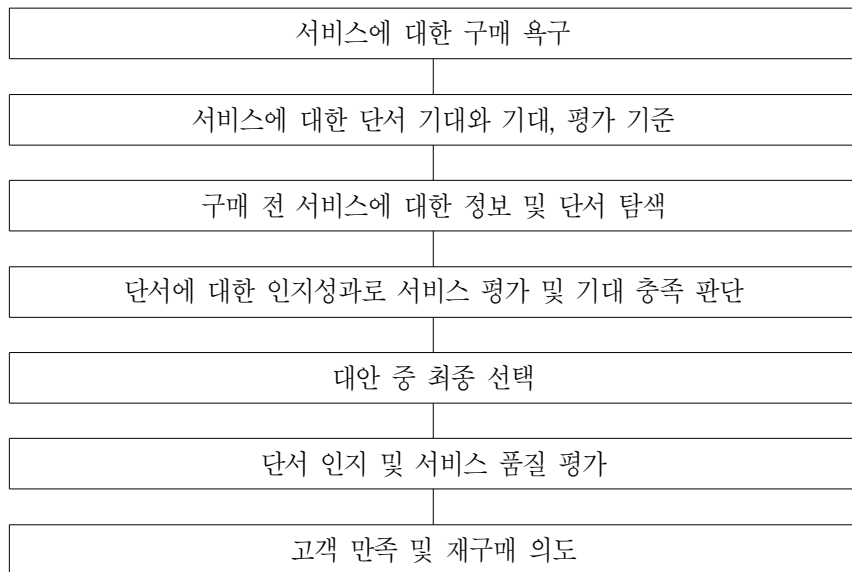 서비스에 대한 구매 욕구
서비스에 대한 단서 기대와 기대, 평가 기준
구매 전 서비스에 대한 정보 및 단서 탐색
단서에 대한 인지성과로 서비스 평가 및 기대 충족 판단
대안 중 최종 선택
단서 인지 및 서비스 품질 평가
고객 만족 및 재구매 의도